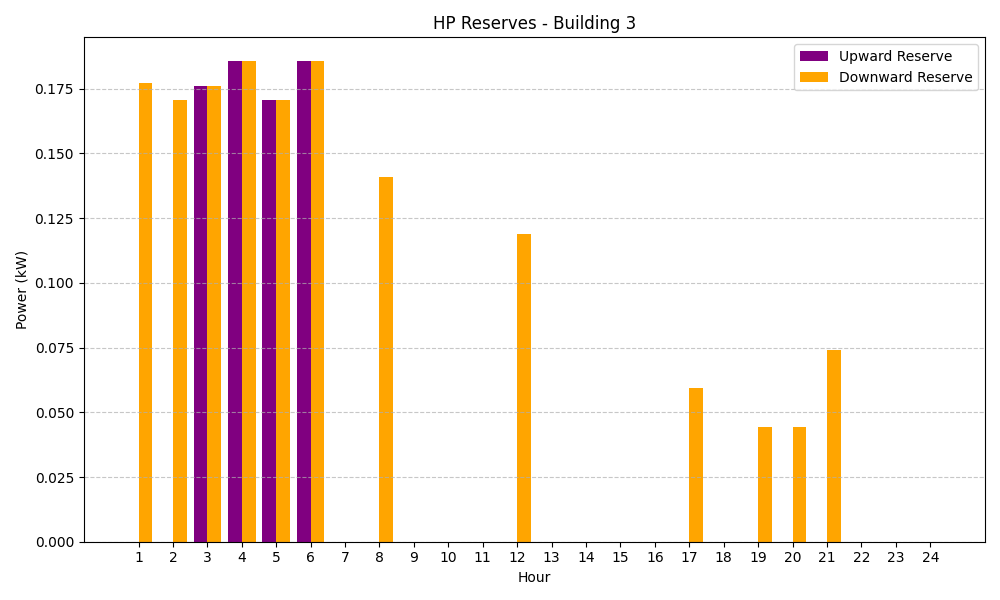 HP Reserves - Building 3
Upward Reserve
Downward Reserve
Power (kW)
0.175
0.150
0.125
0.100
0.075
0.050
0.025
0.000
1 2 3 4 5 6 7 8 9 10 11 12 13 14 15 16 17 18 19 20 21 22 23 24
Hour